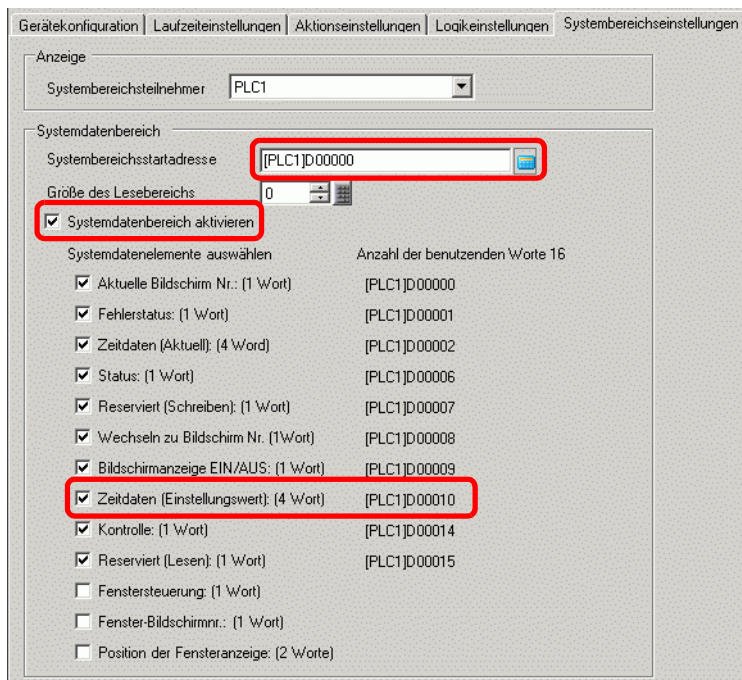 Gerätekonfiguration Laufzeiteinstellungen Aktionseinstellungen Logikeinstellungen Systembereichseinstellungen
Anzeige
Systembereichsteilnehmer PLC1
Systemdatenbereich
Systembereichsstartadresse [PLC1]D00000
Größe des Lesebereichs 0
Systemdatenbereich aktivieren
Systemdatenelemente auswählen Anzahl der benutzenden Worte 16
Aktuelle Bildschirm Nr.: (1 Wort) [PLC1]D00000
Fehlerstatus: (1 Wort) [PLC1]D00001
Zeitdaten (Aktuell): (4 Word) [PLC1]D00002
Status: (1 Wort) [PLC1]D00006
Reserviert (Schreiben): (1 Wort) [PLC1]D00007
Wechseln zu Bildschirm Nr. (1Wort) [PLC1]D00008
Bildschirmanzeige EIN/AUS: (1 Wort) [PLC1]D00009
Zeitdaten (Einstellungswert): (4 Wort) [PLC1]D00010
Kontrolle: (1 Wort) [PLC1]D00014
Reserviert (Lesen): (1 Wort) [PLC1]D00015
Fenstersteuerung: (1 Wort)
Fenster-Bildschirmnr.: (1 Wort)
Position der Fensteranzeige: (2 Worte)